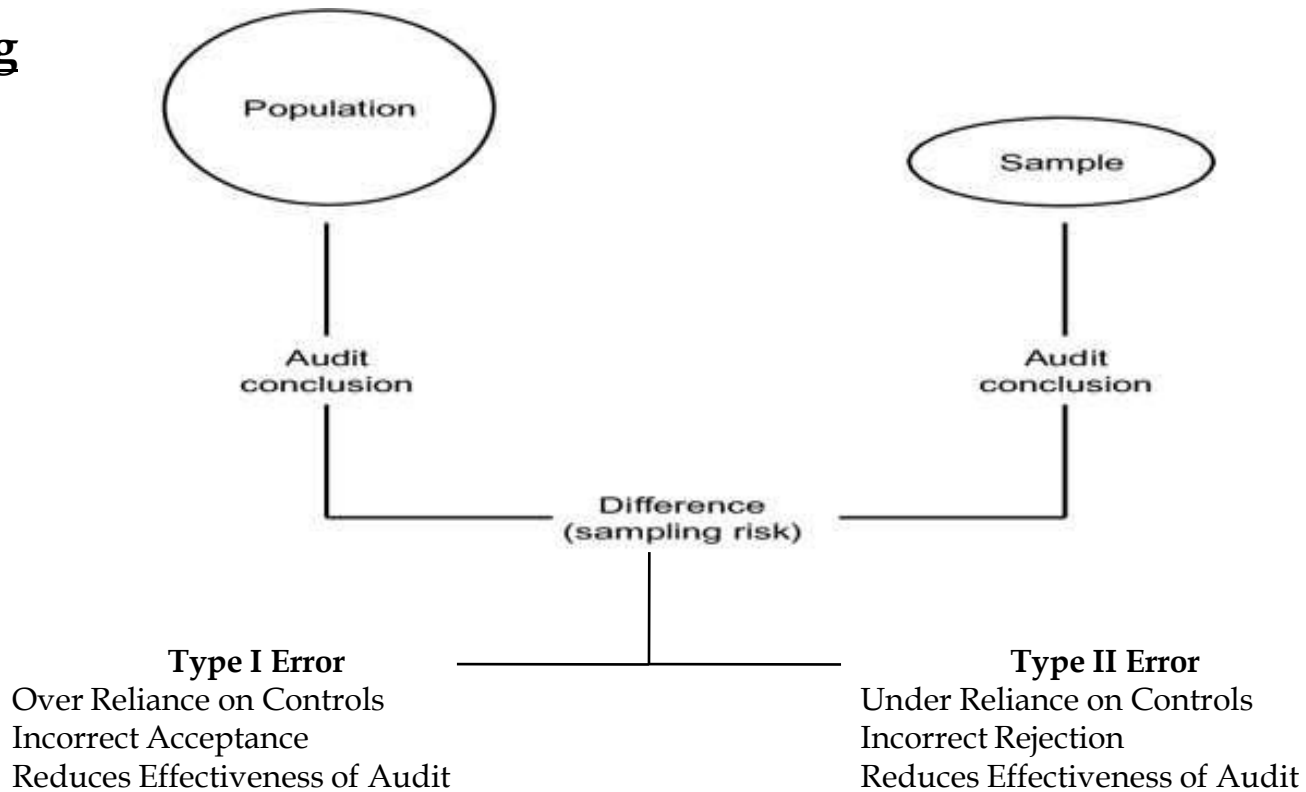 g
Population
Sample
Audit
conclusion
Audit
conclusion
Difference
(sampling risk)
Type I Error
Over Reliance on Controls
Incorrect Acceptance
Reduces Effectiveness of Audit
Type II Error
Under Reliance on Controls
Incorrect Rejection
Reduces Effectiveness of Audit